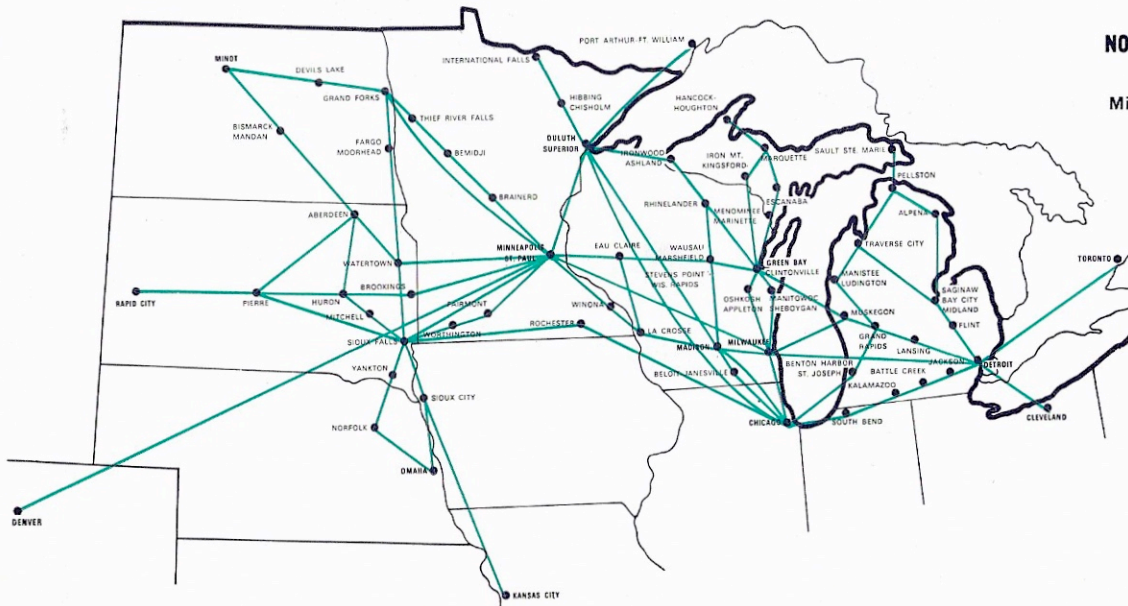 NO
Mi
PORT ARTHUR-FT. WILLIAM
INTERNATIONAL FALLS
MINOT
DEVILS LAKE
GRAND FORKS
HIBBING
CHISHOLM
HANCOCK-
HOUGHTON
THIEF RIVER FALLS
BISMARCK
MANDAN
FARGO
MOORHEAD
DULUTH
SUPERIOR
IRONWOOD
ASHLAND
IRON MT.
KINGSFORD
MARQUETTE
SAULT STE. MARIE
BEMIDJI
PELLSTON
BRAINERD
RHINELANDER
ESCANABA
MENOMINEE
MARINETTE
ABERDEEN
ALPENA
MINNEAPOLIS
ST. PAUL
EAU CLAIRE
WAUSAU
MARSHFIELD
TRAVERSE CITY
WATERTOWN
GREEN BAY
CLINTONVILLE
TORONTO
STEVENS POINT
WIS. RAPIDS
MANISTEE
LUDINGTON
RAPID CITY
PIERRE
HURON
BROOKINGS
OSHKOSH
APPLETON
MANITOWOC
SHEBOYGAN
SAGINAW
BAY CITY
MIDLAND
FAIRMONT
WINONA
MITCHELL
WORTHINGTON
ROCHESTER
LA CROSSE
MUSKEGON
FLINT
SIOUX FALLS
MADISON
MILWAUKEE
GRAND
RAPIDS
LANSING
YANKTON
BELOIT-JANESVILLE
BENTON HARBOR
ST. JOSEPH
BATTLE CREEK
JACKSON
DETROIT
KALAMAZOO
SIOUX CITY
CHICAGO
SOUTH BEND
CLEVELAND
NORFOLK
OMAHA
DENVER
KANSAS CITY